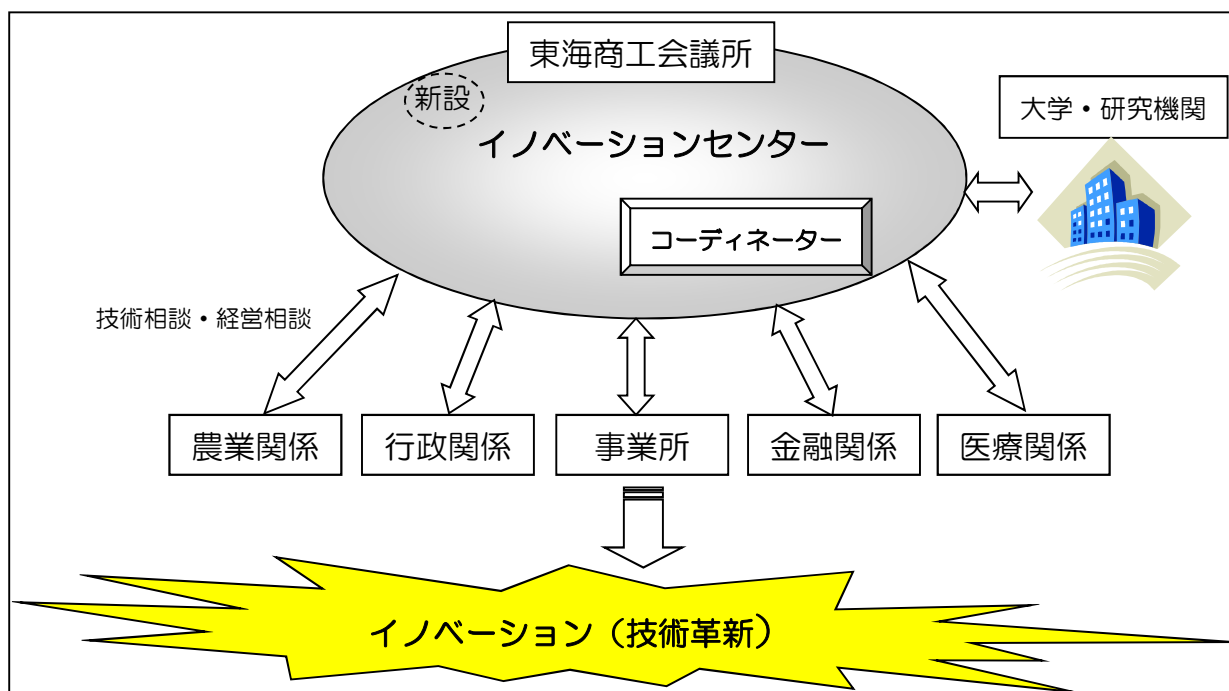 東海商工会議所
新設
大学・研究機関
イノベーションセンター
コーディネーター
技術相談・経営相談
農業関係
行政関係
事業所
金融関係
医療関係
イノベーション（技術革新）